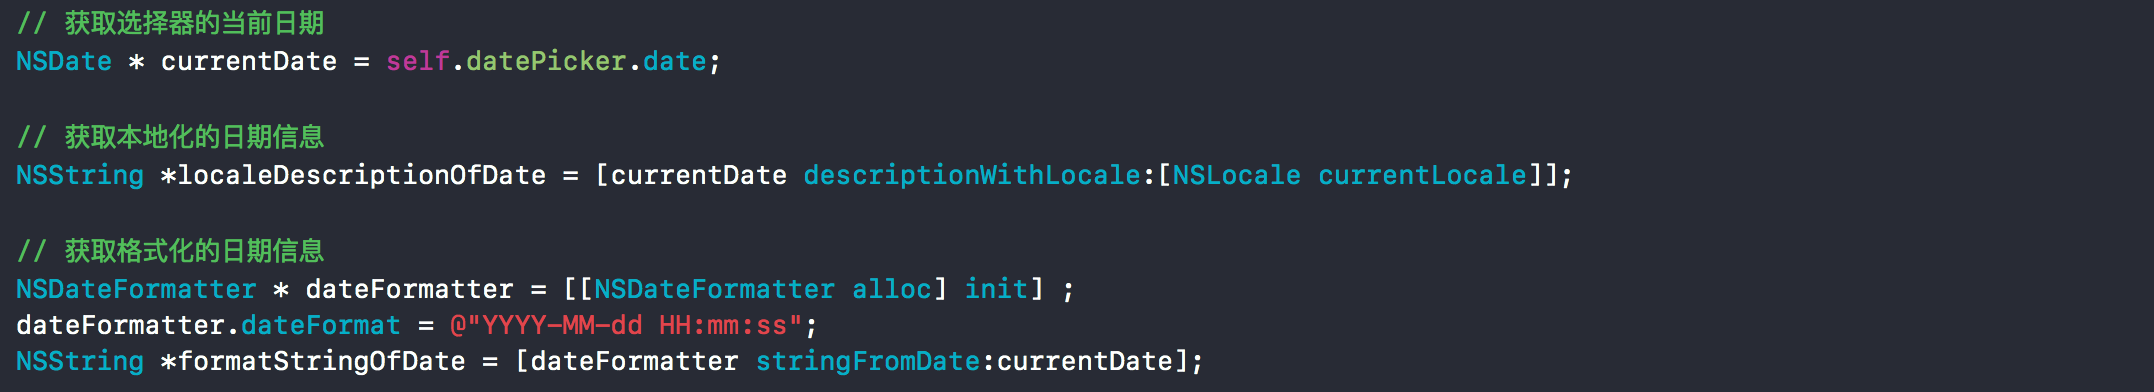 // 获取选择器的当前日期
NSDate * currentDate = self.datePicker.date;
// 获取本地化的日期信息
NSString *localeDescriptionOfDate = [currentDate descriptionWithLocale:[NSLocale currentLocale]];
// 获取格式化的日期信息
NSDateFormatter * dateFormatter = [[NSDateFormatter alloc] init] ;
dateFormatter.dateFormat = @"YYYY-MM-dd HH:mm:ss";
NSString *formatStringOfDate = [dateFormatter stringFromDate:currentDate];